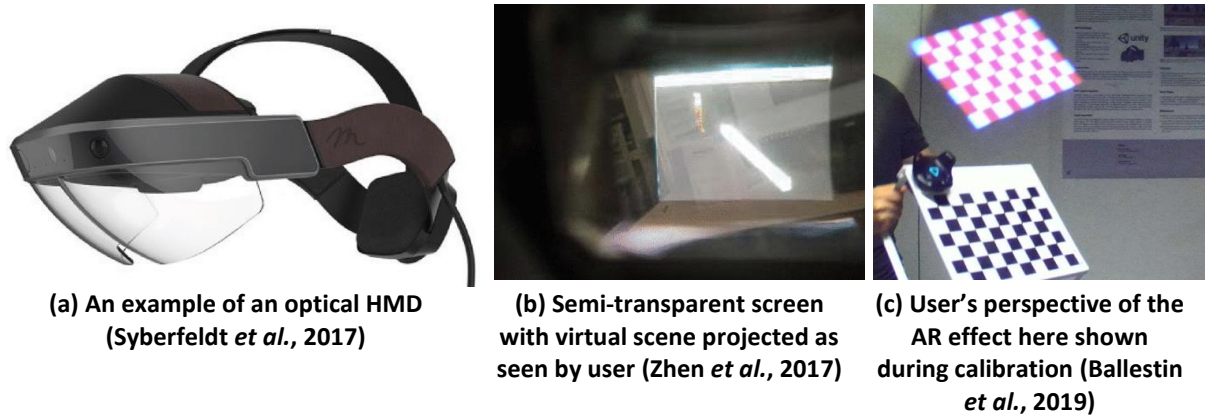 unity
(a) An example of an optical HMD
(Syberfeldt et al., 2017)
(b) Semi-transparent screen
with virtual scene projected as
seen by user (Zhen et al., 2017)
(c) User’s perspective of the
AR effect here shown
during calibration (Ballestin
et al., 2019)